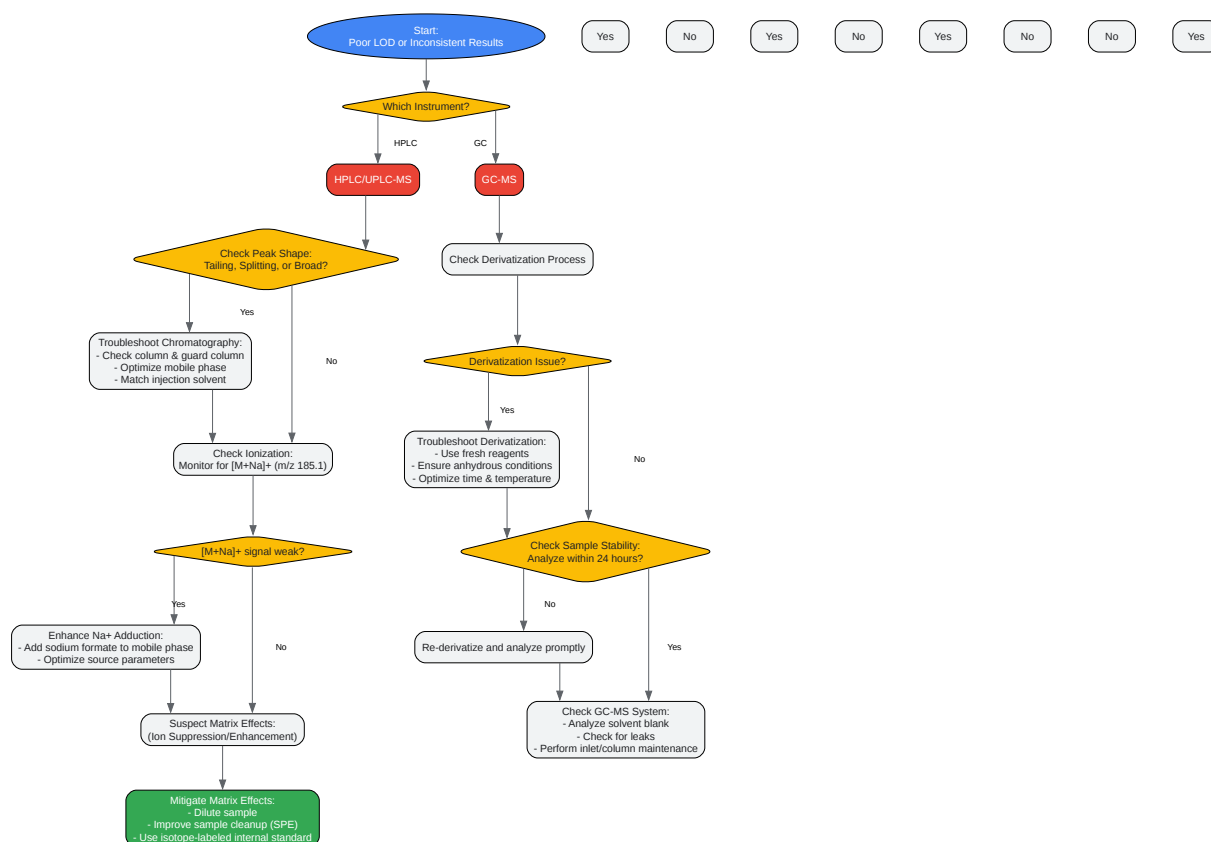 Start:
Poor LOD or Inconsistent Results
Yes
No
Yes
No
Yes
No
No
Yes
Which Instrument?
HPLC
GC
HPLC/UPLC-MS
GC-MS
Check Peak Shape:
Tailing, Splitting, or Broad?
Check Derivatization Process
Yes
Troubleshoot Chromatography:
- Check column & guard column
- Optimize mobile phase
- Match injection solvent
No
Derivatization Issue?
Yes
Troubleshoot Derivatization:
- Use fresh reagents
- Ensure anhydrous conditions
- Optimize time & temperature
No
Check Ionization:
Monitor for [M+Na]+ (m/z 185.1)
[M+Na]+ signal weak?
Check Sample Stability:
Analyze within 24 hours?
Yes
No
Enhance Na+ Adduction:
- Add sodium formate to mobile phase
- Optimize source parameters
No
Re-derivatize and analyze promptly
Yes
Suspect Matrix Effects:
(Ion Suppression/Enhancement)
Check GC-MS System:
- Analyze solvent blank
- Check for leaks
- Perform inlet/column maintenance
Mitigate Matrix Effects:
- Dilute sample
- Improve sample cleanup (SPE)
- Use isotope-labeled internal standard